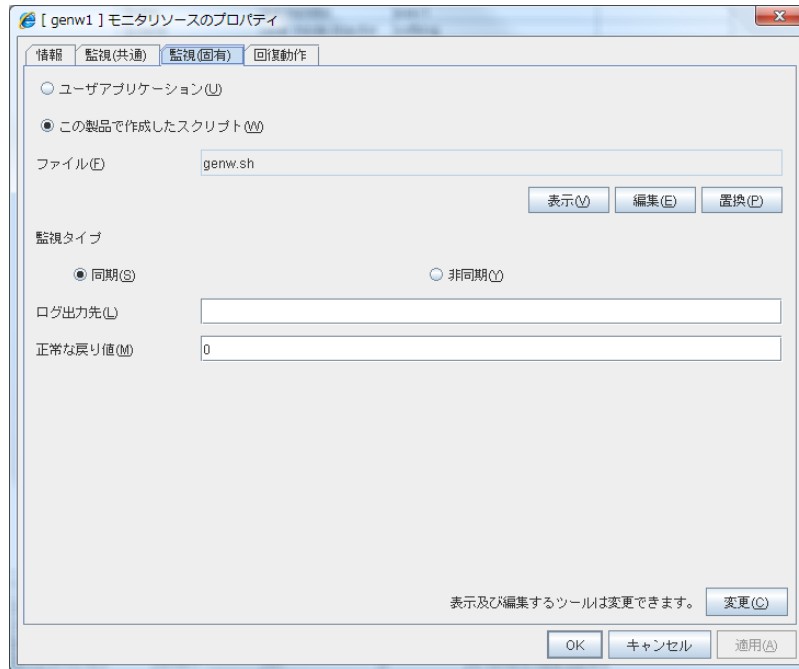 [ genw1 ] モニタリソースのプロパティ
情報 監視(共通) 監視(固有) 回復動作
ユーザアプリケーション(U)
この製品で作成したスクリプト(W)
ファイル(F) genw.sh
表示(V) 編集(E) 置換(P)
監視タイプ
同期(S) 非同期(Y)
ログ出力先(L)
正常な戻り値(M) 0
表示及び編集するツールは変更できます。 変更(C)
OK キャンセル 適用(A)